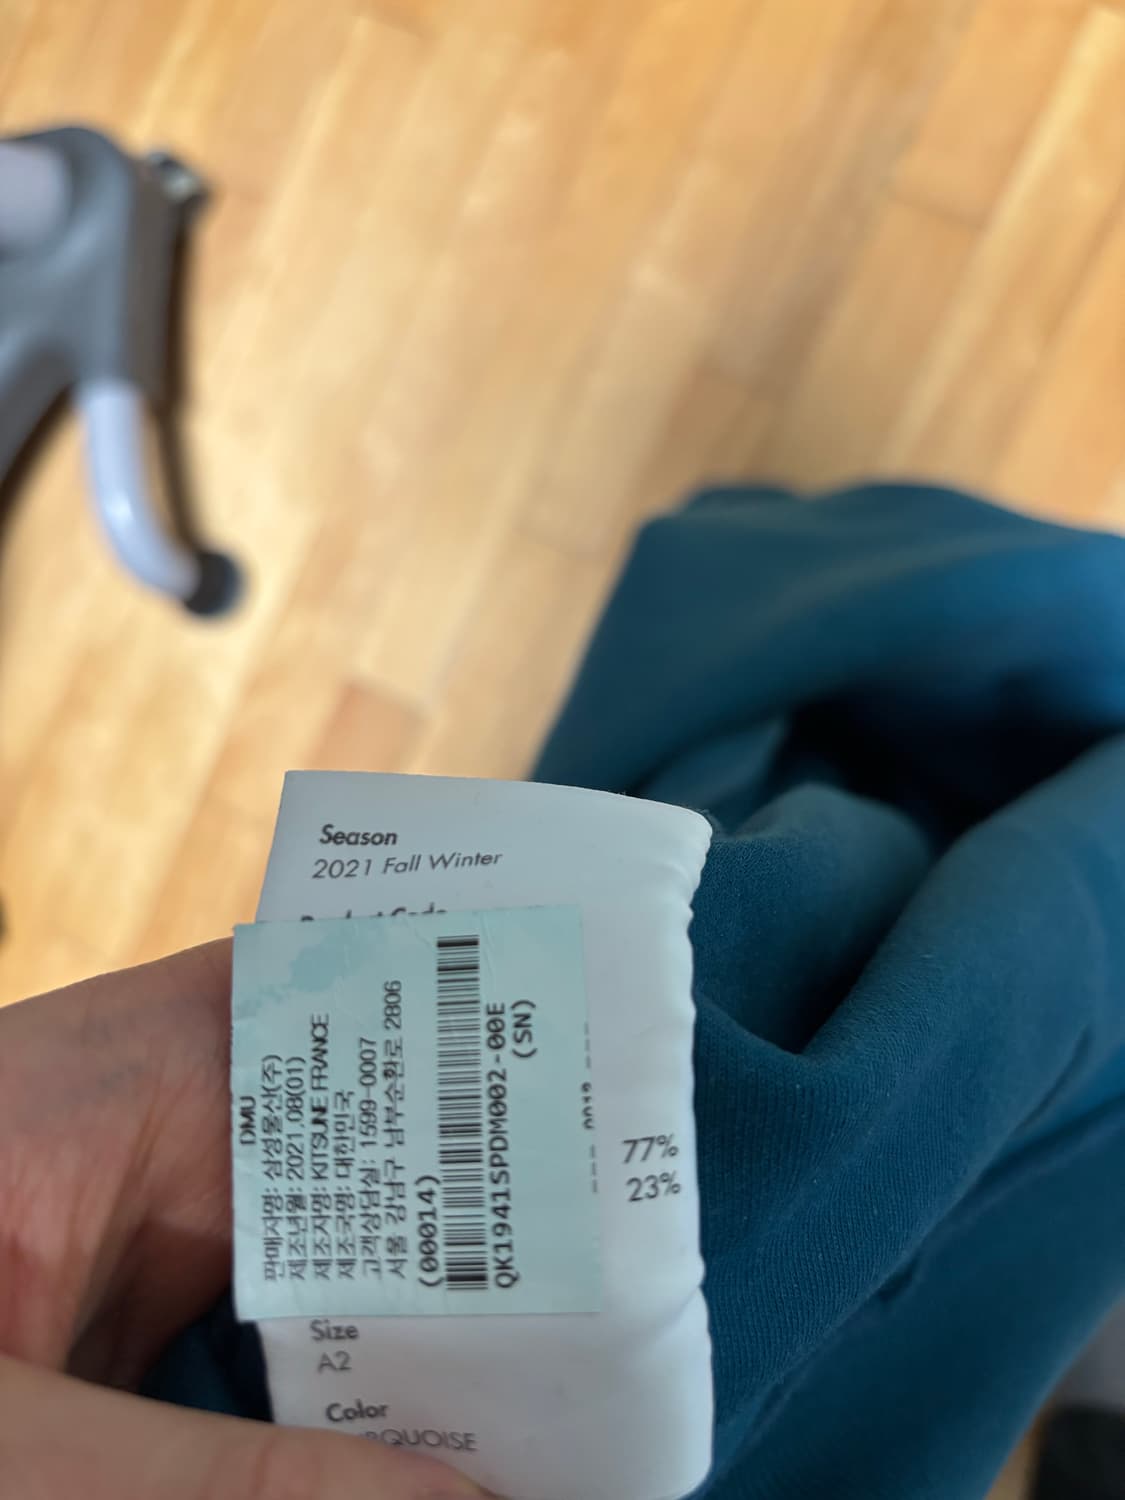 Season
2021 Fall Winter
DMU
판매자명: 삼성물산(주)
제조년월: 2021.08(01)
제조자명: KITSUNE FRANCE
제조국명: 대한민국
고객상담실: 1599-0007
서울 강남구 남부순환로 2806
(00014)
QK1941SPDM002-00E
(SN)
77%
23%
Size
A2
Color